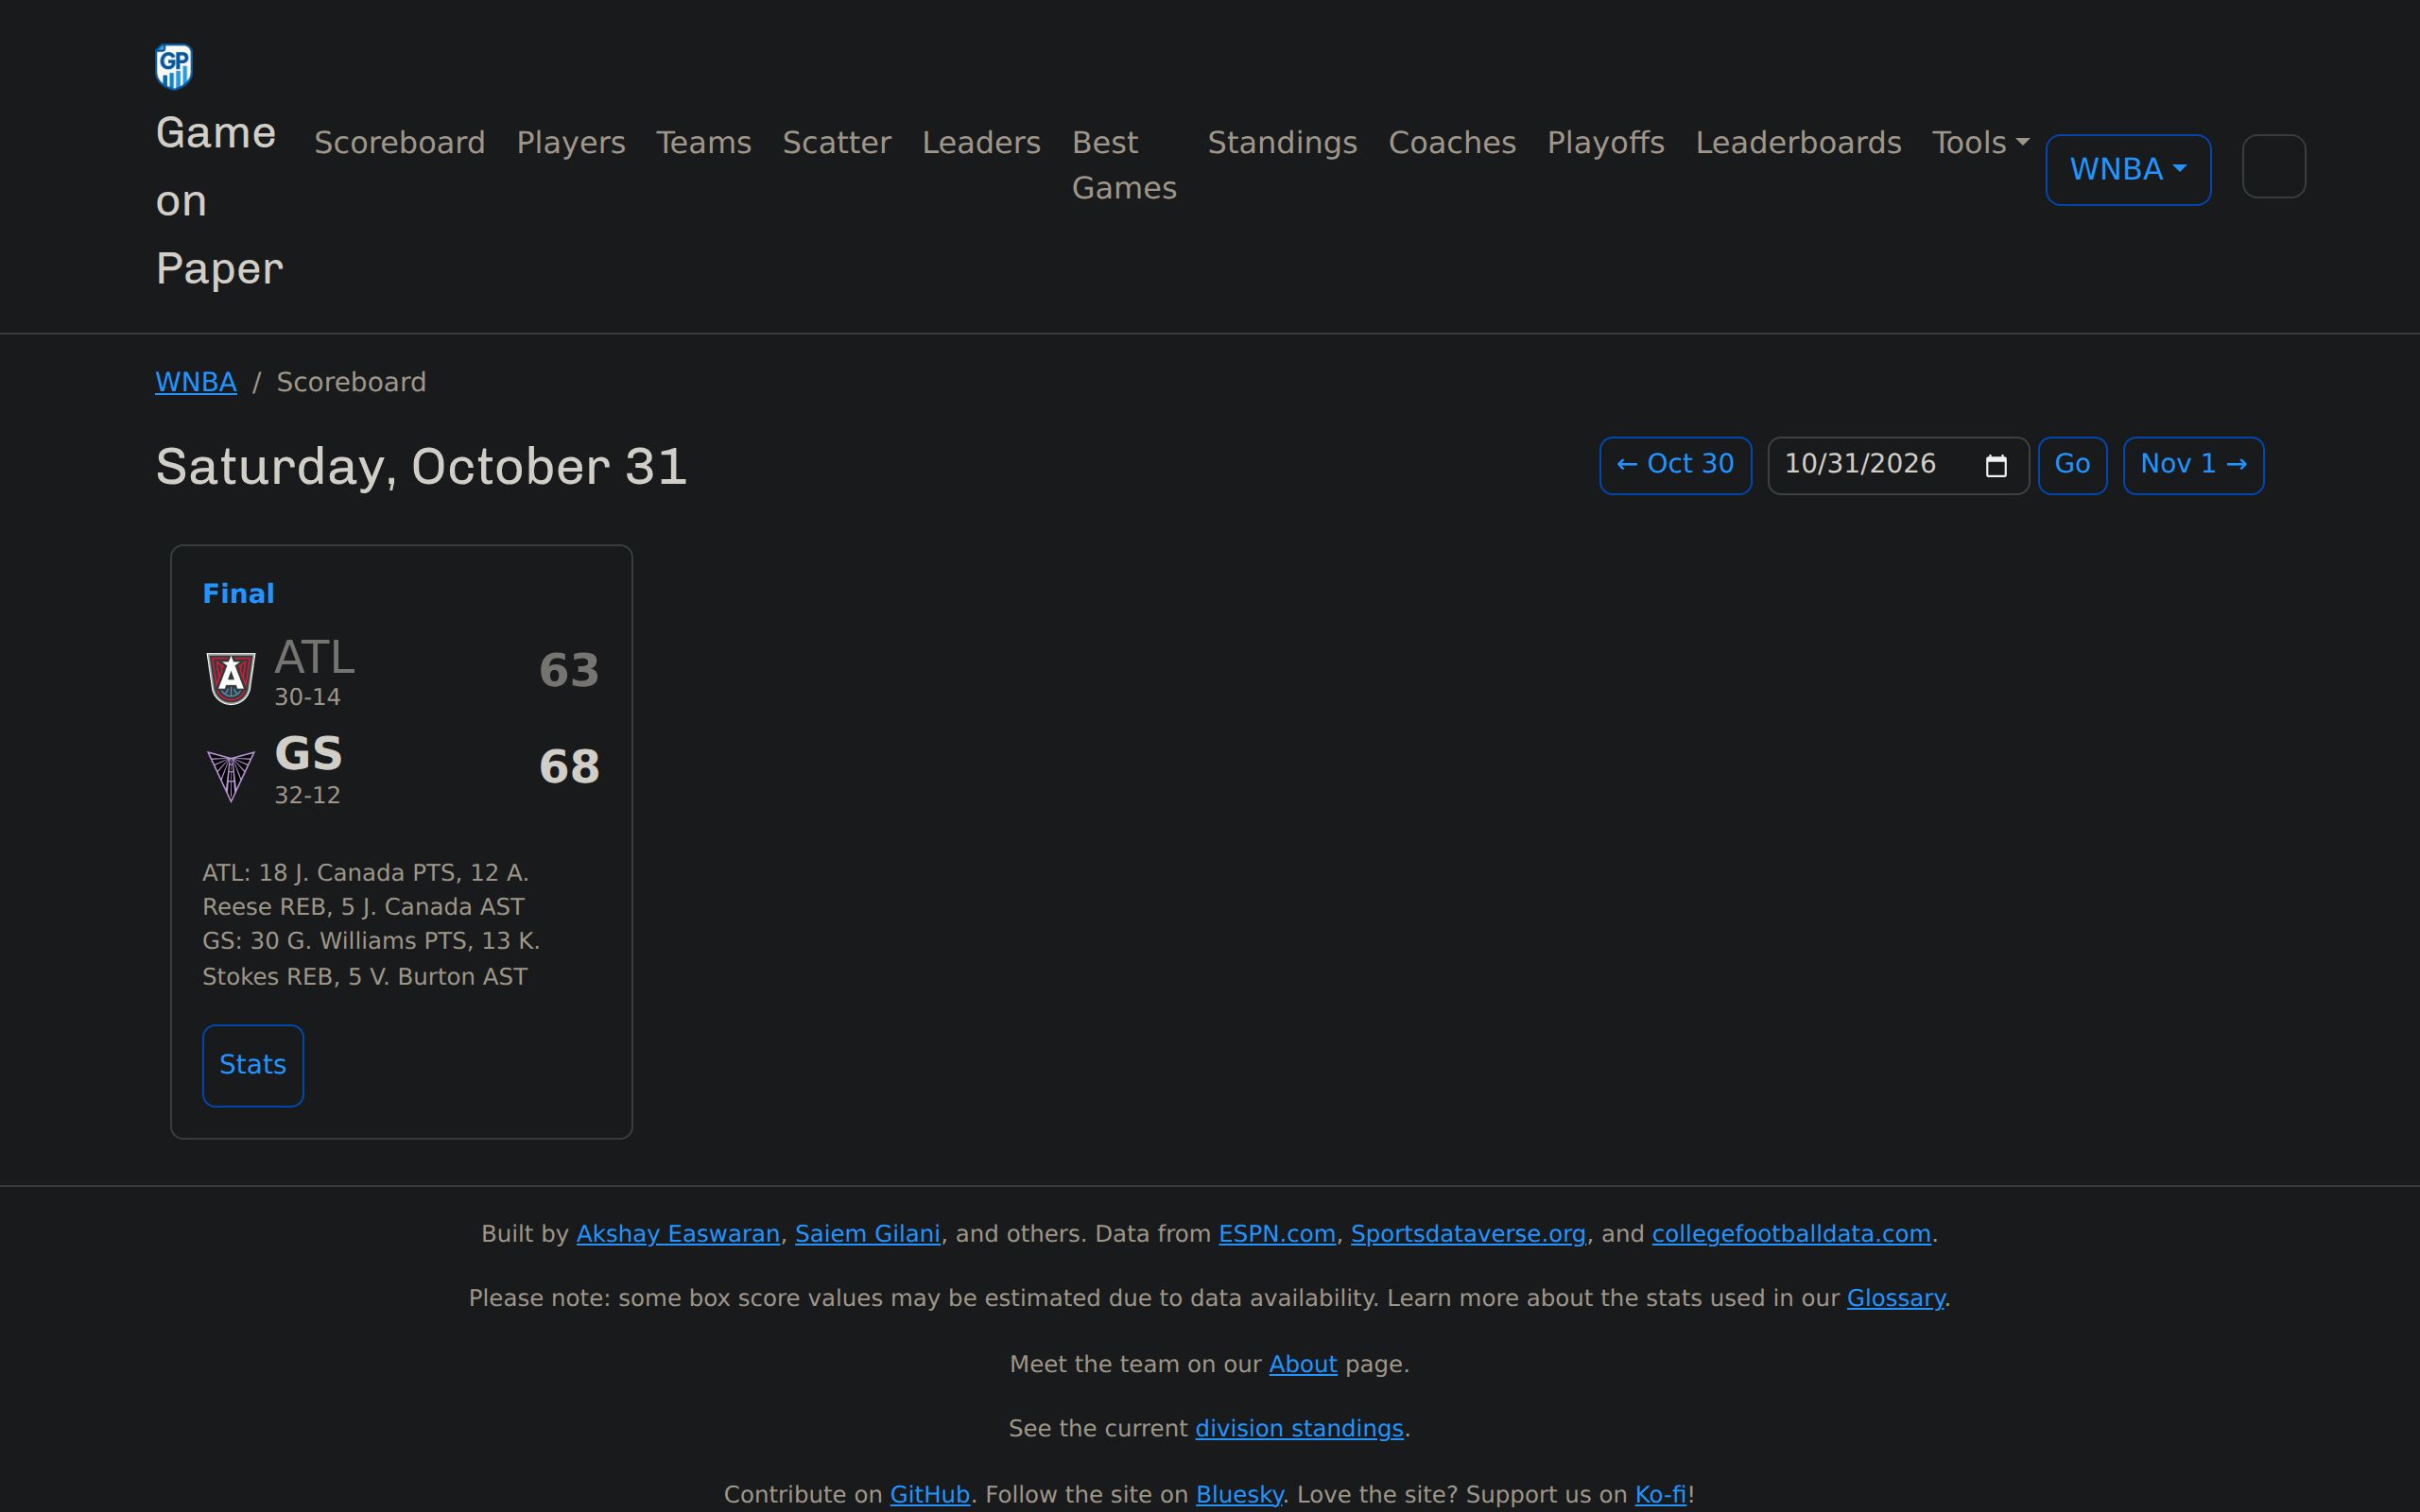 GP
Game
on
Paper
Scoreboard Players Teams Scatter Leaders Best Games Standings Coaches Playoffs Leaderboards Tools
WNBA
WNBA / Scoreboard
Saturday, October 31
← Oct 30 10/31/2026 Go Nov 1 →
Final
ATL 63
30-14
GS 68
32-12
ATL: 18 J. Canada PTS, 12 A.
Reese REB, 5 J. Canada AST
GS: 30 G. Williams PTS, 13 K.
Stokes REB, 5 V. Burton AST
Stats
Built by Akshay Easwaran, Saiem Gilani, and others. Data from ESPN.com, Sportsdataverse.org, and collegefootballdata.com.
Please note: some box score values may be estimated due to data availability. Learn more about the stats used in our Glossary.
Meet the team on our About page.
See the current division standings.
Contribute on GitHub. Follow the site on Bluesky. Love the site? Support us on Ko-fi!